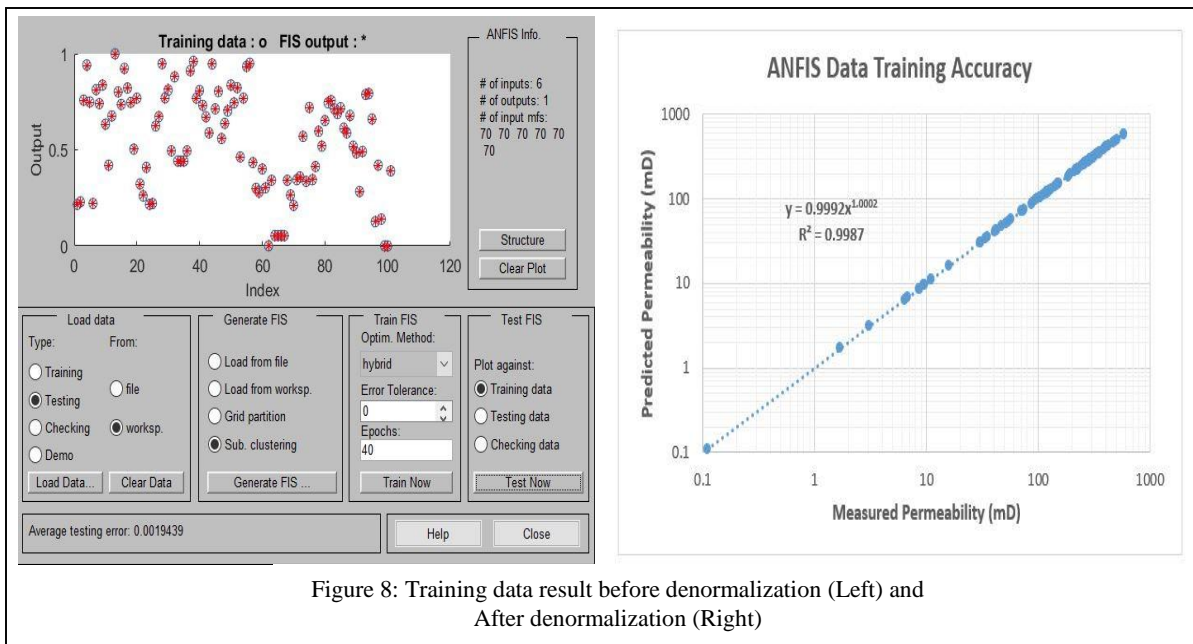 Training data : o   FIS output : *
1
0.5
0
Output
0 20 40 60 80 100 120
Index
ANFIS Info.
# of inputs: 6
# of outputs: 1
# of input mfs:
70 70 70 70 70
70
Structure
Clear Plot
Load data
Type: From:
Training
Testing
Checking
Demo
file
worksp.
Load Data... Clear Data
Generate FIS
Load from file
Load from worksp.
Grid partition
Sub. clustering
Generate FIS ...
Train FIS
Optim. Method:
hybrid
Error Tolerance:
0
Epochs:
40
Train Now
Test FIS
Plot against:
Training data
Testing data
Checking data
Test Now
Average testing error: 0.0019439
Help Close
ANFIS Data Training Accuracy
Predicted Permeability (mD)
1000
100
10
1
0.1
y = 0.9992x^1.0002
R² = 0.9987
0.1 1 10 100 1000
Measured Permeability (mD)
Figure 8: Training data result before denormalization (Left) and
After denormalization (Right)